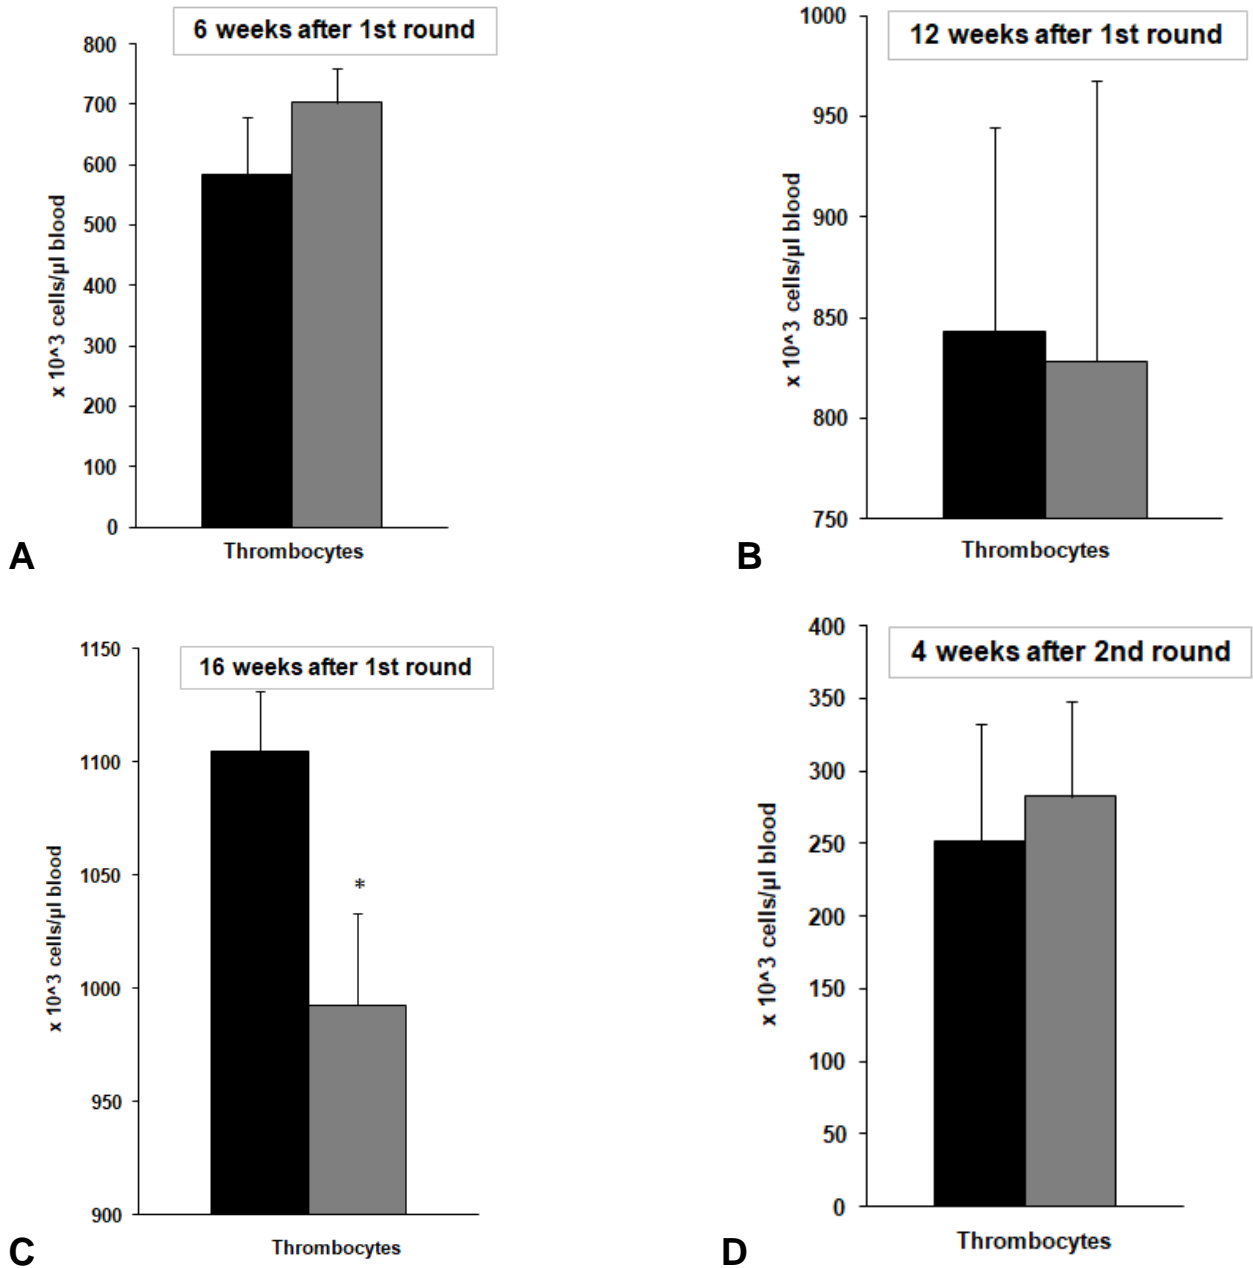 6 weeks after 1st round
800
700
600
500
400
300
200
100
0
x 10^3 cells/µl blood
Thrombocytes
A
12 weeks after 1st round
1000
950
900
850
800
750
x 10^3 cells/µl blood
Thrombocytes
B
16 weeks after 1st round
1150
1100
1050
1000
950
900
x 10^3 cells/µl blood
*
Thrombocytes
C
4 weeks after 2nd round
400
350
300
250
200
150
100
50
0
x 10^3 cells/µl blood
Thrombocytes
D